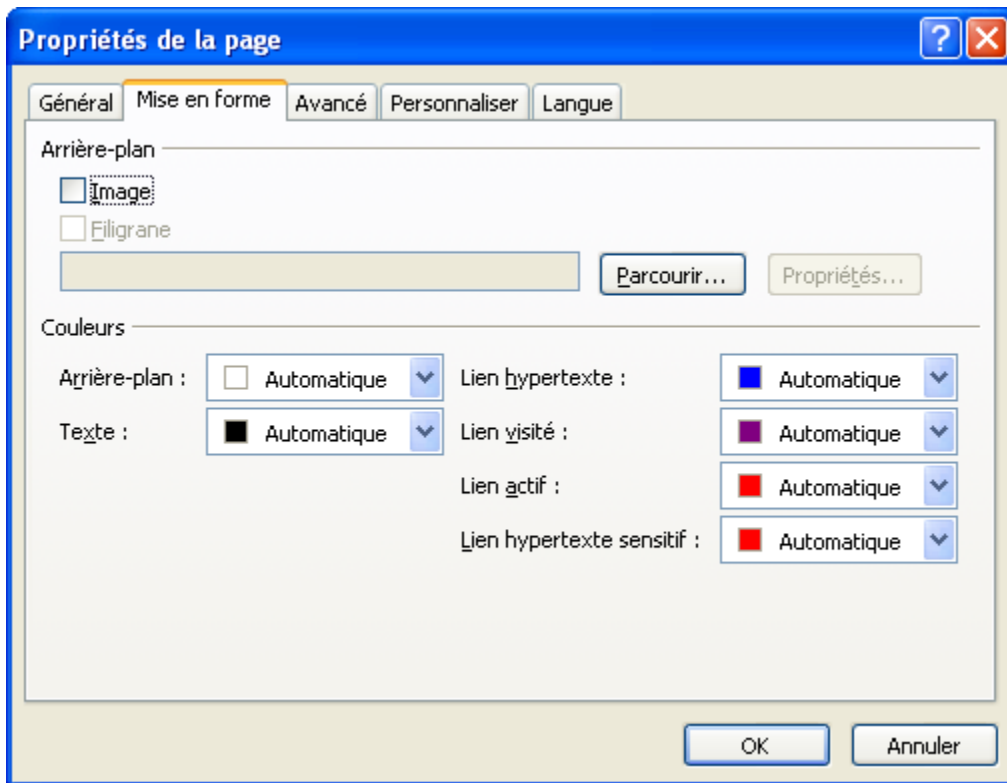 Propriétés de la page
Général Mise en forme Avancé Personnaliser Langue
Arrière-plan
Image
Filigrane
Parcourir... Propriétés...
Couleurs
Arrière-plan : Automatique Lien hypertexte : Automatique
Texte : Automatique Lien visité : Automatique
Lien actif : Automatique
Lien hypertexte sensitif : Automatique
OK Annuler